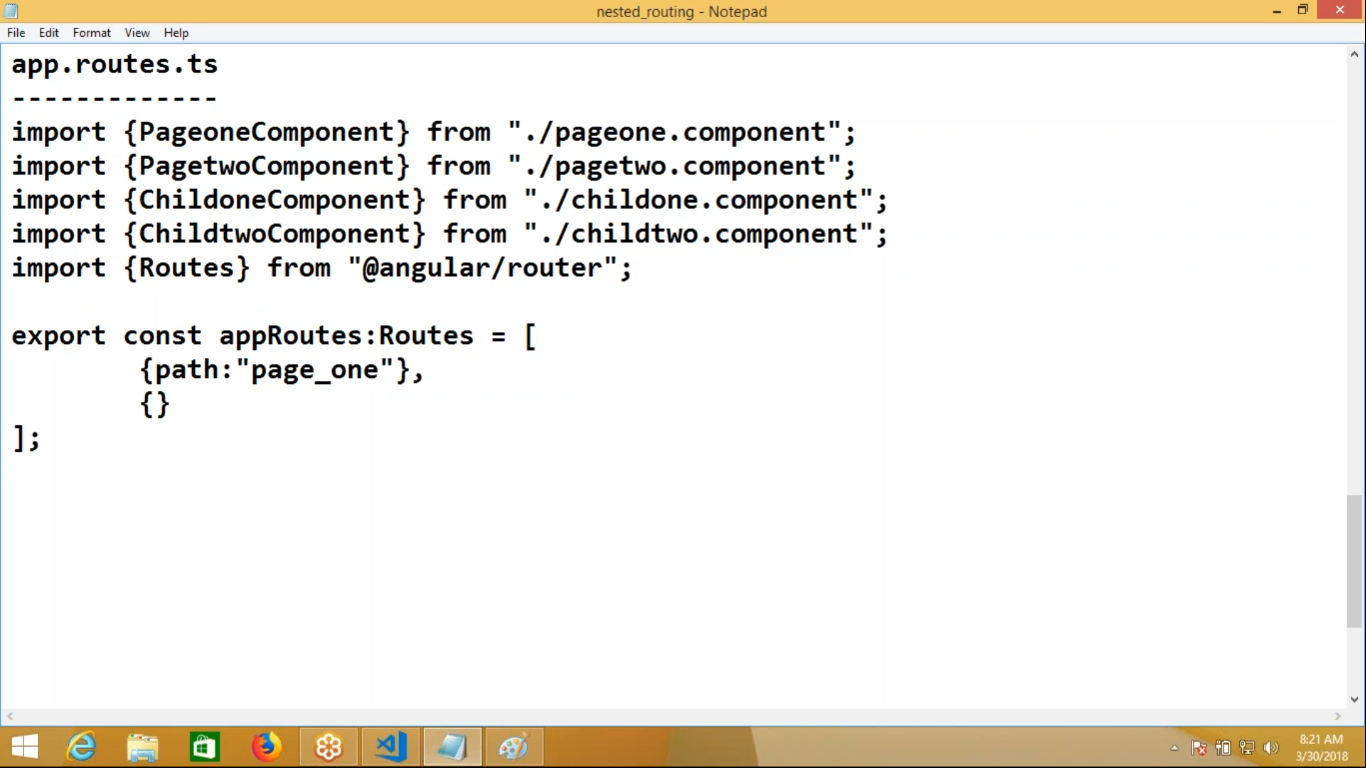 nested_routing - Notepad
File Edit Format View Help
app.routes.ts
-------------
import {PageoneComponent} from "./pageone.component";
import {PagetwoComponent} from "./pagetwo.component";
import {ChildoneComponent} from "./childone.component";
import {ChildtwoComponent} from "./childtwo.component";
import {Routes} from "@angular/router";
export const appRoutes:Routes = [
{path:"page_one"},
{}
];
8:21 AM
3/30/2018